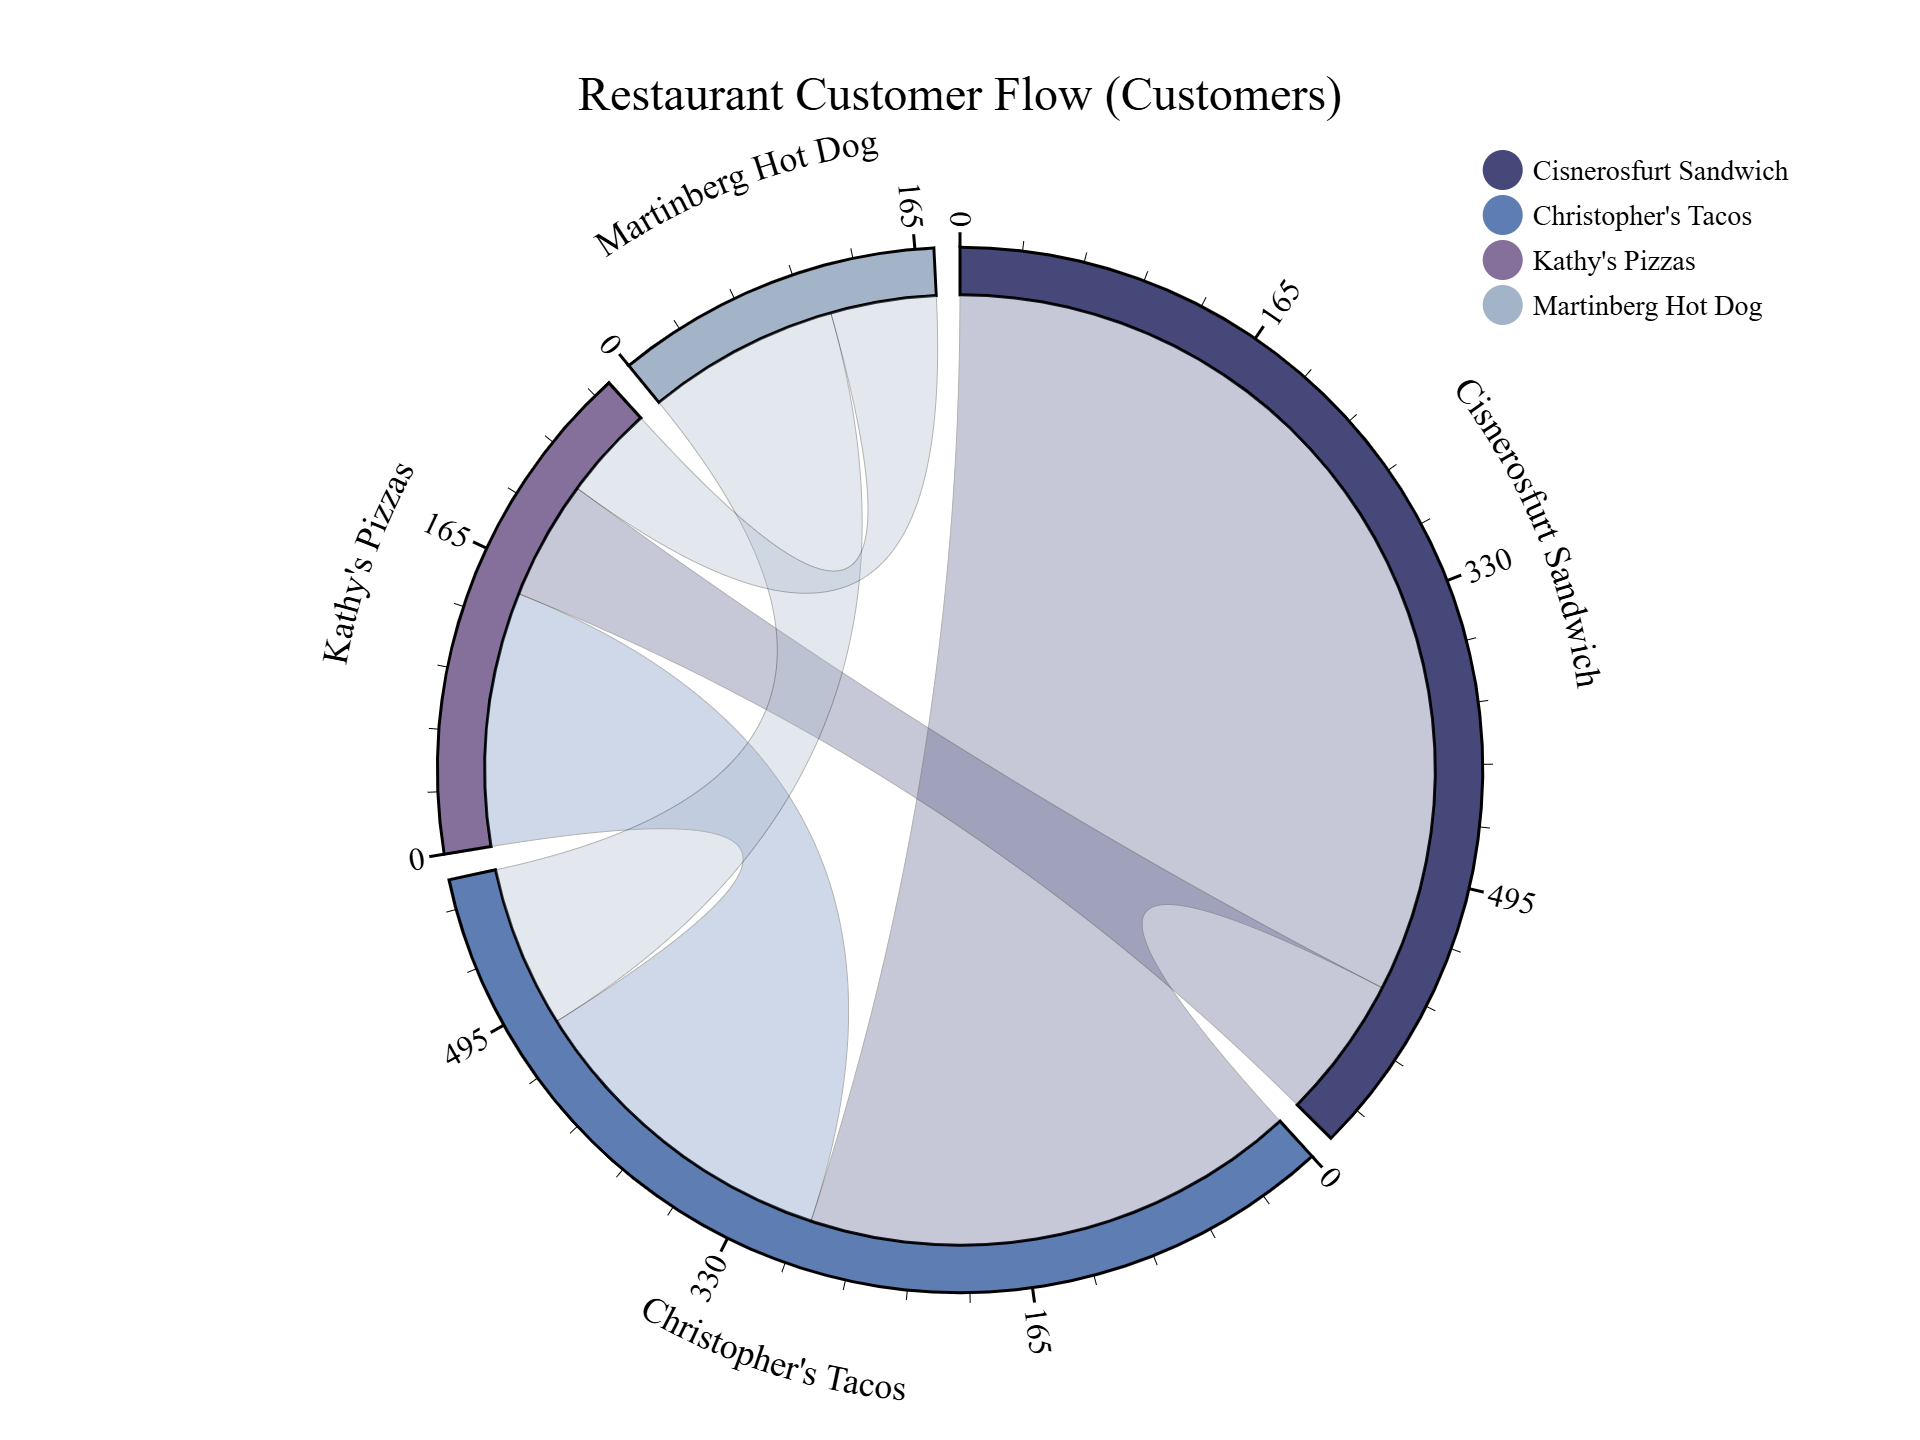 Restaurant Customer Flow (Customers)
Cisnerosfurt Sandwich
Christopher's Tacos
Kathy's Pizzas
Martinberg Hot Dog
Martinberg Hot Dog
0
165
Cisnerosfurt Sandwich
0
165
330
495
Christopher's Tacos
0
165
330
495
Kathy's Pizzas
0
165